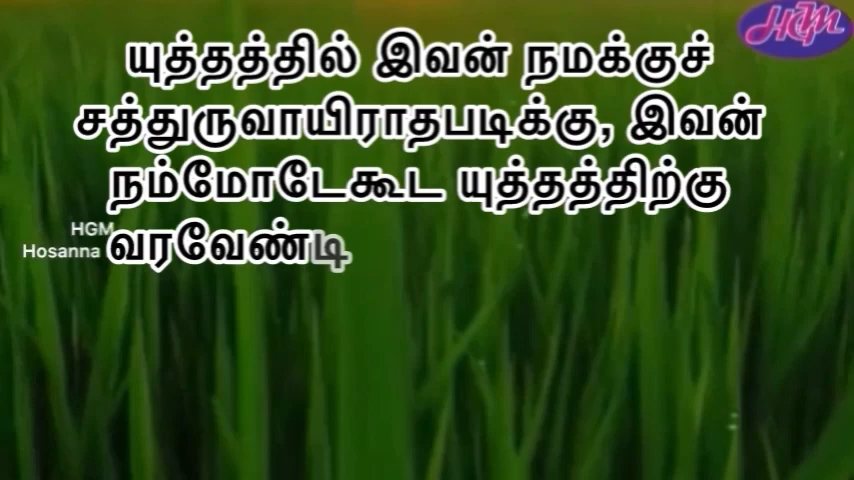 HGM
யுத்தத்தில் இவன் நமக்குச்
சத்துருவாயிராதபடிக்கு, இவன்
நம்மோடேகூட யுத்தத்திற்கு
வரவேண்டி
HGM
Hosanna